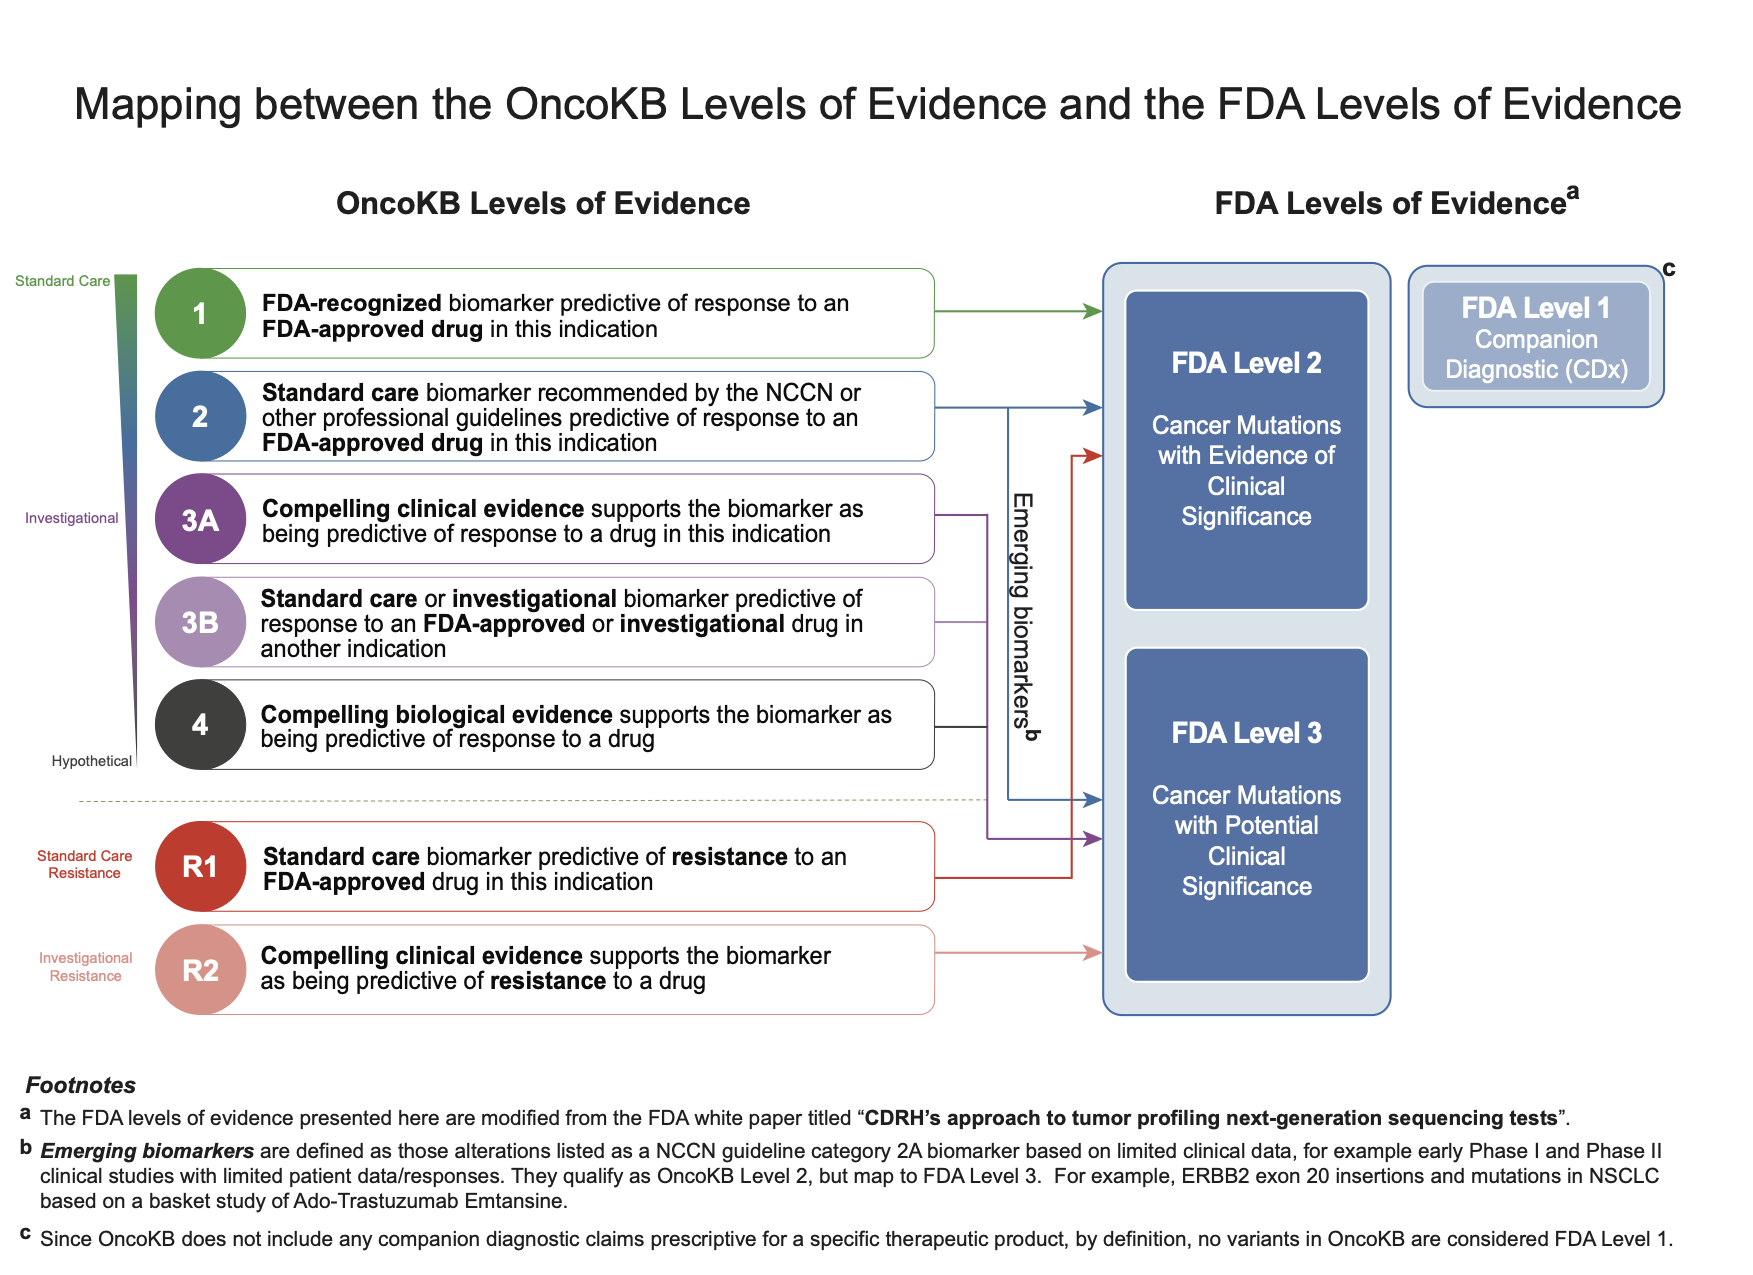 Mapping between the OncoKB Levels of Evidence and the FDA Levels of Evidence
OncoKB Levels of Evidence
FDA Levels of Evidence a
Standard Care
Investigational
Hypothetical
1
FDA-recognized biomarker predictive of response to an
FDA-approved drug in this indication
2
Standard care biomarker recommended by the NCCN or
other professional guidelines predictive of response to an
FDA-approved drug in this indication
3A
Compelling clinical evidence supports the biomarker as
being predictive of response to a drug in this indication
3B
Standard care or investigational biomarker predictive of
response to an FDA-approved or investigational drug in
another indication
4
Compelling biological evidence supports the biomarker as
being predictive of response to a drug
Standard Care
Resistance
R1
Standard care biomarker predictive of resistance to an
FDA-approved drug in this indication
Investigational
Resistance
R2
Compelling clinical evidence supports the biomarker
as being predictive of resistance to a drug
Emerging biomarkers b
FDA Level 2
Cancer Mutations
with Evidence of
Clinical
Significance
FDA Level 3
Cancer Mutations
with Potential
Clinical
Significance
c
FDA Level 1
Companion
Diagnostic (CDx)
Footnotes
a The FDA levels of evidence presented here are modified from the FDA white paper titled “CDRH’s approach to tumor profiling next-generation sequencing tests”.
b Emerging biomarkers are defined as those alterations listed as a NCCN guideline category 2A biomarker based on limited clinical data, for example early Phase I and Phase II
clinical studies with limited patient data/responses. They qualify as OncoKB Level 2, but map to FDA Level 3. For example, ERBB2 exon 20 insertions and mutations in NSCLC
based on a basket study of Ado-Trastuzumab Emtansine.
c Since OncoKB does not include any companion diagnostic claims prescriptive for a specific therapeutic product, by definition, no variants in OncoKB are considered FDA Level 1.